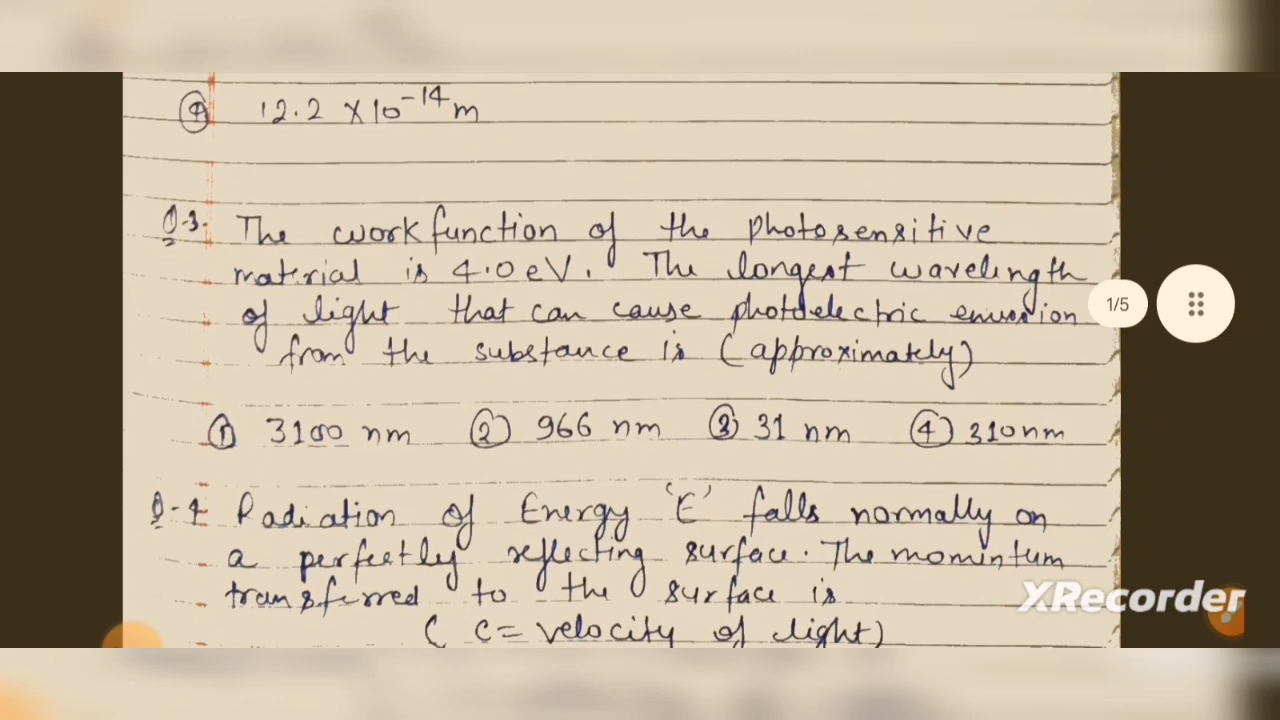 ④ 12.2 × 10⁻¹⁴ m
Q-3. The work function of the photosensitive
material is 4.0 eV. The longest wavelength
of light that can cause photoelectric emission
from the substance is (approximately)
① 3100 nm ② 966 nm ③ 31 nm ④ 310 nm
Q-4 Radiation of Energy 'E' falls normally on
a perfectly reflecting surface. The momintum
transferred to the surface is
( c = velocity of light)
1/5
XRecorder